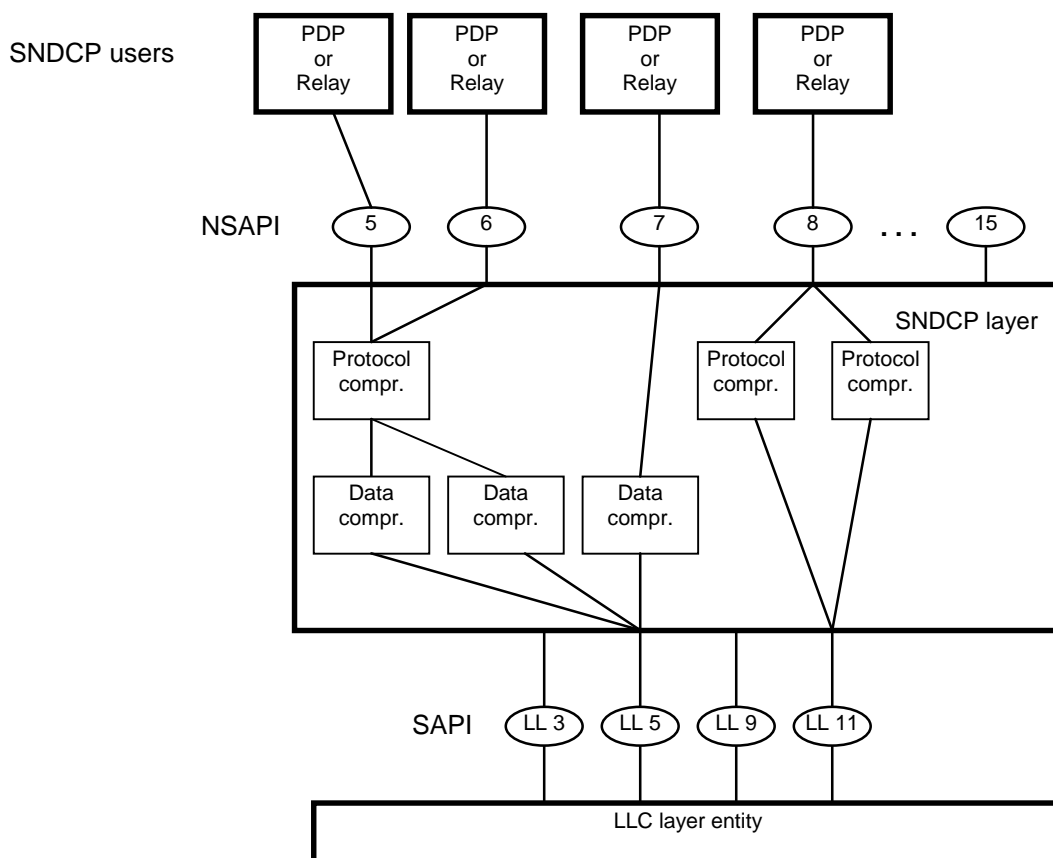 SNDCP users
PDP
or
Relay
PDP
or
Relay
PDP
or
Relay
PDP
or
Relay
NSAPI
5
6
7
8
. . .
15
SNDCP layer
Protocol
compr.
Protocol
compr.
Protocol
compr.
Data
compr.
Data
compr.
Data
compr.
SAPI
LL 3
LL 5
LL 9
LL 11
LLC layer entity